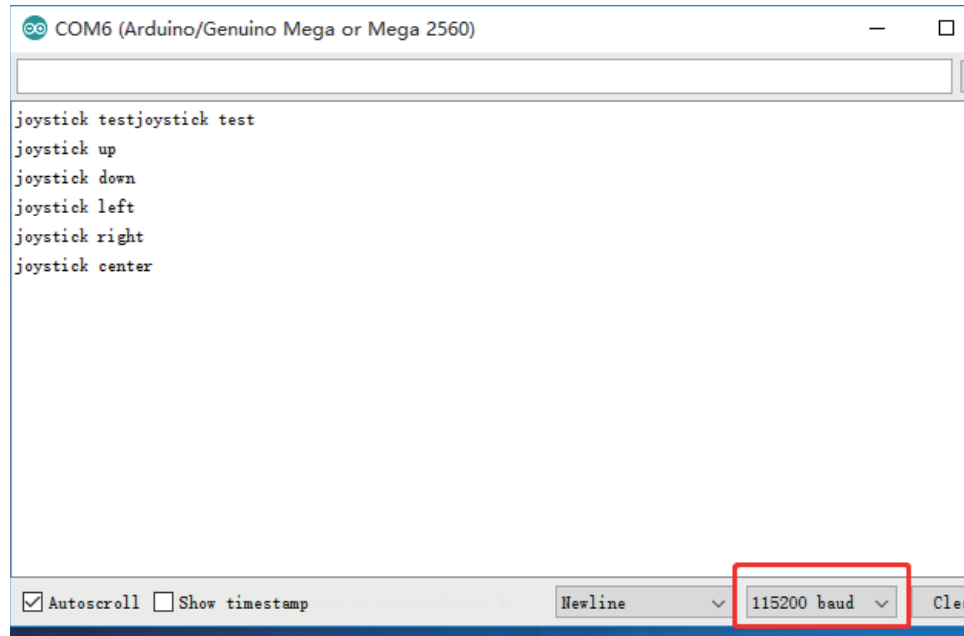 COM6 (Arduino/Genuino Mega or Mega 2560)
joystick testjoystick test
joystick up
joystick down
joystick left
joystick right
joystick center
Autoscroll Show timestamp Newline 115200 baud Cle